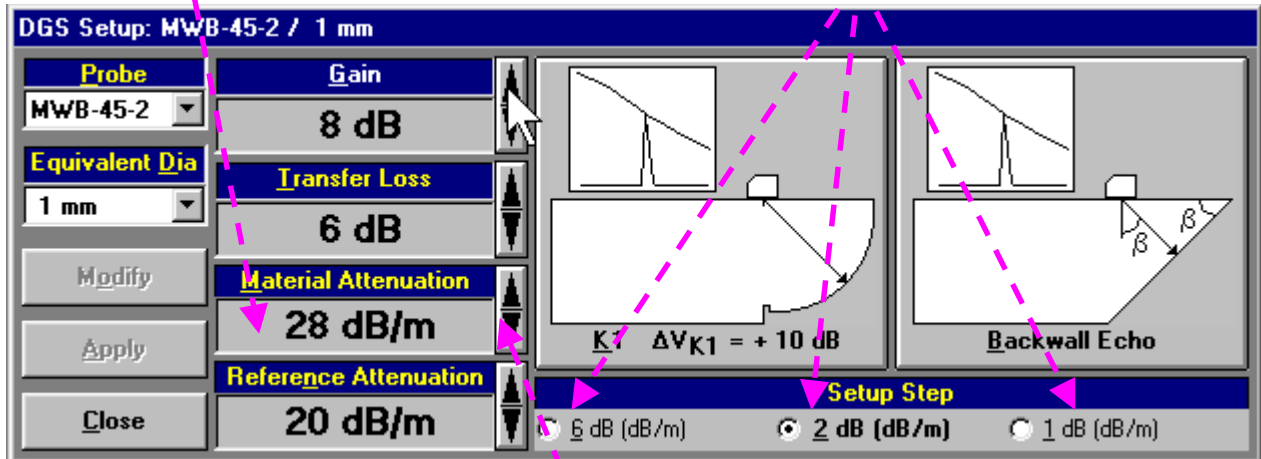 DGS Setup: MWB-45-2 / 1 mm
Probe
MWB-45-2
Equivalent Dia
1 mm
Modify
Apply
Close
Gain
8 dB
Transfer Loss
6 dB
Material Attenuation
28 dB/m
Reference Attenuation
20 dB/m
K1 ΔVK1 = + 10 dB
β
β
Backwall Echo
Setup Step
6 dB (dB/m)
2 dB (dB/m)
1 dB (dB/m)